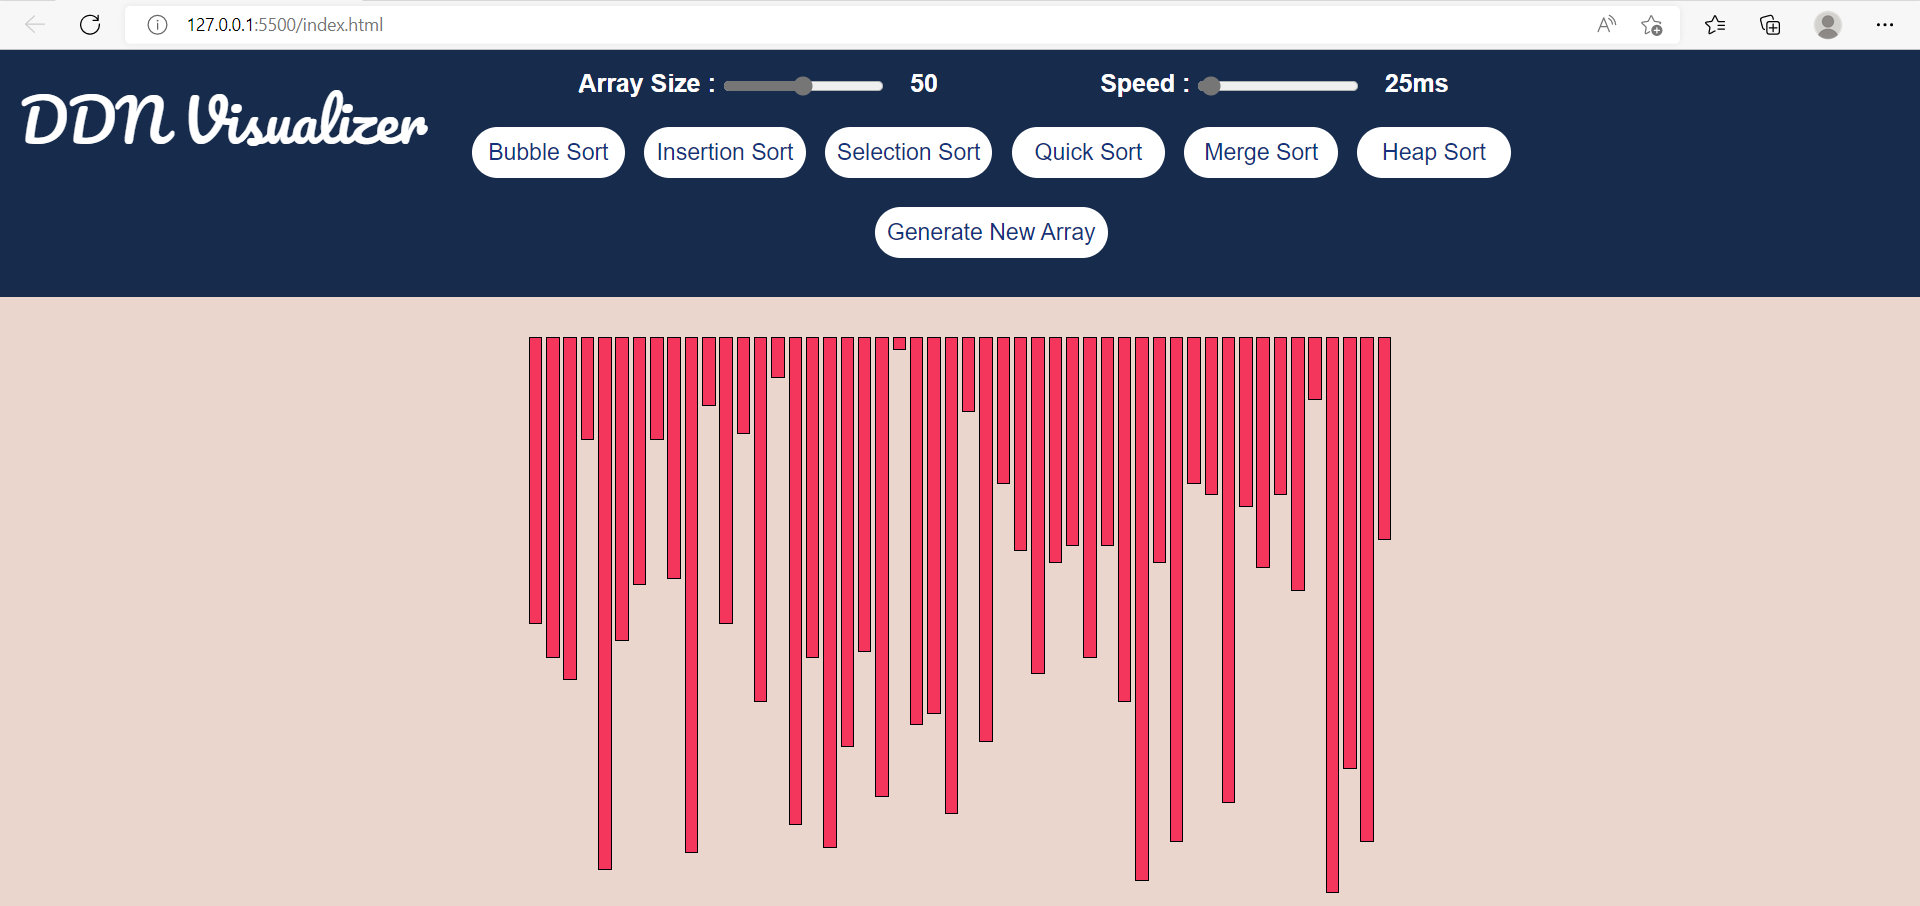 127.0.0.1:5500/index.html
DDN Visualizer
Array Size : 50 Speed : 25ms
Bubble Sort Insertion Sort Selection Sort Quick Sort Merge Sort Heap Sort
Generate New Array